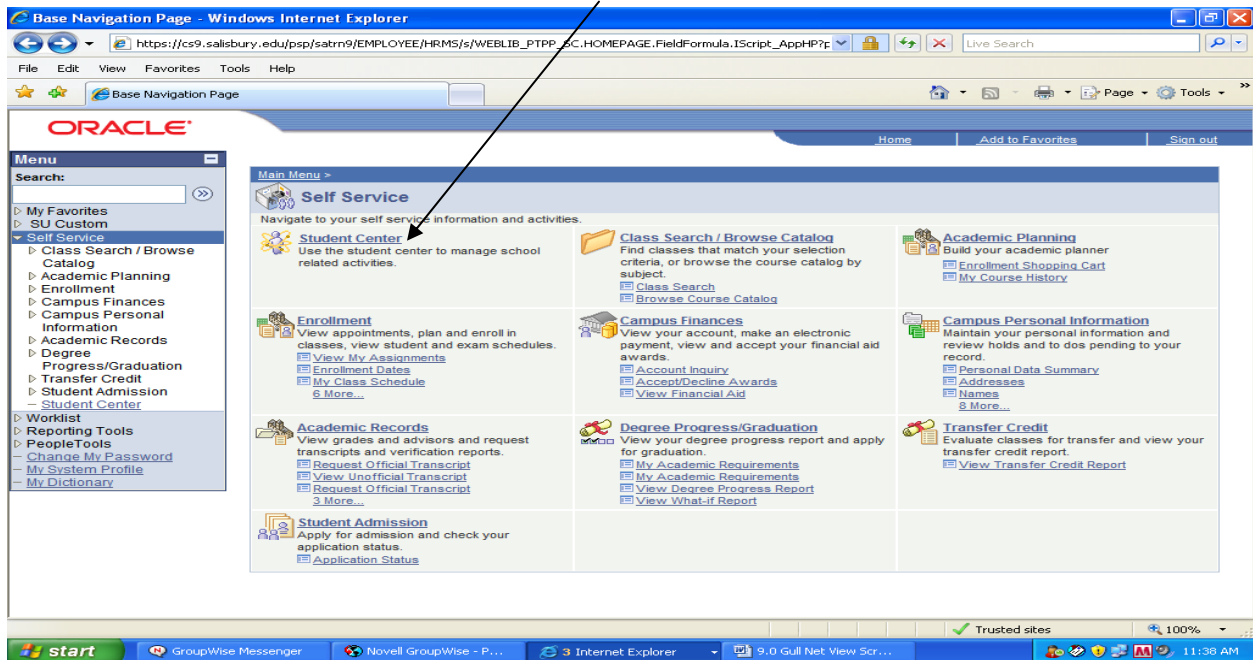 Base Navigation Page - Windows Internet Explorer
https://cs9.salisbury.edu/psp/satrn9/EMPLOYEE/HRMS/s/WEBLIB_PTPP_SC.HOMEPAGE.FieldFormula.IScript_AppHP?p
Live Search
File Edit View Favorites Tools Help
Base Navigation Page
Page Tools
ORACLE
Home Add to Favorites Sign out
Menu
Search:
My Favorites
SU Custom
Self Service
Class Search / Browse
Catalog
Academic Planning
Enrollment
Campus Finances
Campus Personal
Information
Academic Records
Degree
Progress/Graduation
Transfer Credit
Student Admission
Student Center
Worklist
Reporting Tools
PeopleTools
Change My Password
My System Profile
My Dictionary
Main Menu >
Self Service
Navigate to your self service information and activities.
Student Center
Use the student center to manage school
related activities.
Class Search / Browse Catalog
Find classes that match your selection
criteria, or browse the course catalog by
subject.
Class Search
Browse Course Catalog
Academic Planning
Build your academic planner
Enrollment Shopping Cart
My Course History
Enrollment
View appointments, plan and enroll in
classes, view student and exam schedules.
View My Assignments
Enrollment Dates
My Class Schedule
6 More...
Campus Finances
View your account, make an electronic
payment, view and accept your financial aid
awards.
Account Inquiry
Accept/Decline Awards
View Financial Aid
Campus Personal Information
Maintain your personal information and
review holds and to dos pending to your
record.
Personal Data Summary
Addresses
Names
8 More...
Academic Records
View grades and advisors and request
transcripts and verification reports.
Request Official Transcript
View Unofficial Transcript
Request Official Transcript
3 More...
Degree Progress/Graduation
View your degree progress report and apply
for graduation.
My Academic Requirements
My Academic Requirements
View Degree Progress Report
View What-if Report
Transfer Credit
Evaluate classes for transfer and view your
transfer credit report.
View Transfer Credit Report
Student Admission
Apply for admission and check your
application status.
Application Status
Trusted sites 100%
start GroupWise Messenger Novell GroupWise - P... 3 Internet Explorer 9.0 Gull Net View Scr... 11:38 AM